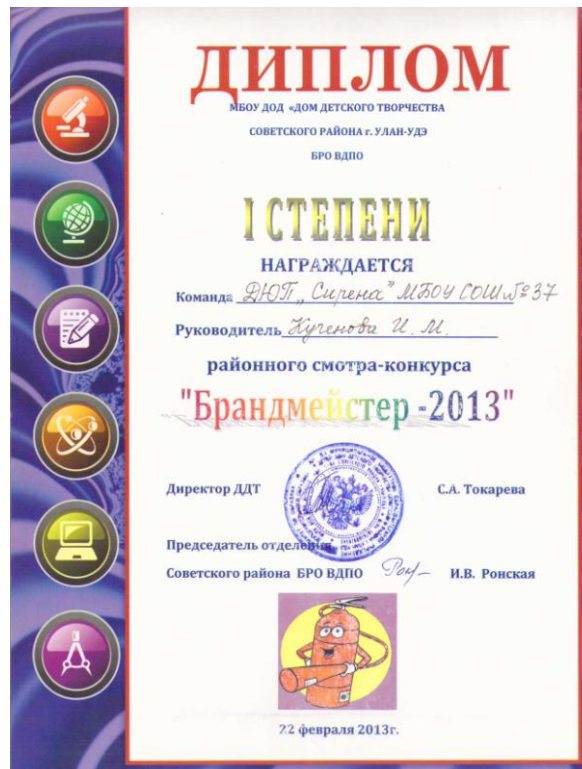 ДИПЛОМ
МБОУ ДОД «ДОМ ДЕТСКОГО ТВОРЧЕСТВА
СОВЕТСКОГО РАЙОНА г. УЛАН-УДЭ
БРО ВДПО
I СТЕПЕНИ
НАГРАЖДАЕТСЯ
Команда ДЮП „Сирена" МБОУ СОШ №37
Руководитель И. М.
районного смотра-конкурса
"Брандмейстер -2013"
Директор ДДТ С.А. Токарева
Председатель отделения
Советского района БРО ВДПО И.В. Ронская
22 февраля 2013г.